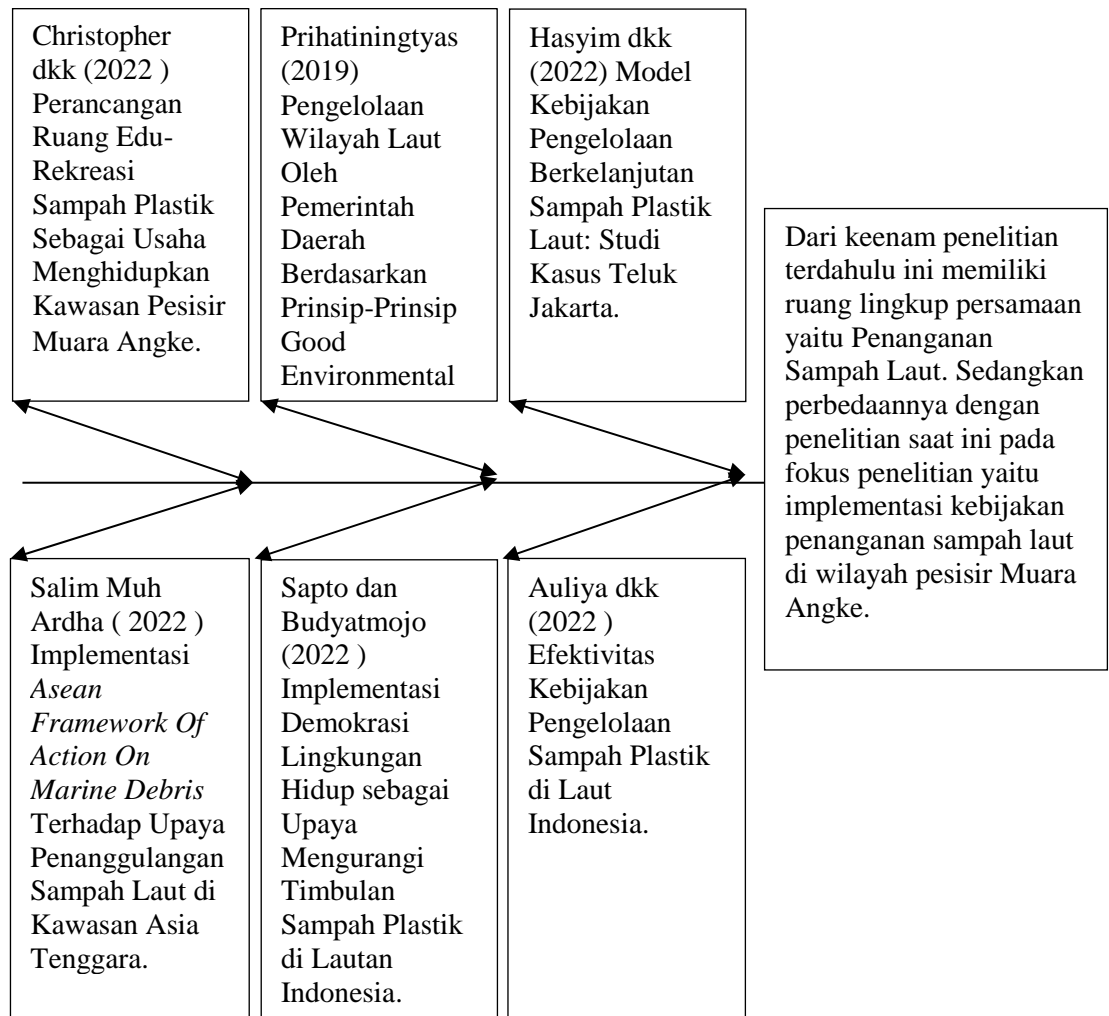 Christopher
dkk (2022 )
Perancangan
Ruang Edu-
Rekreasi
Sampah Plastik
Sebagai Usaha
Menghidupkan
Kawasan Pesisir
Muara Angke.
Prihatiningtyas
(2019)
Pengelolaan
Wilayah Laut
Oleh
Pemerintah
Daerah
Berdasarkan
Prinsip-Prinsip
Good
Environmental
Hasyim dkk
(2022) Model
Kebijakan
Pengelolaan
Berkelanjutan
Sampah Plastik
Laut: Studi
Kasus Teluk
Jakarta.
Dari keenam penelitian
terdahulu ini memiliki
ruang lingkup persamaan
yaitu Penanganan
Sampah Laut. Sedangkan
perbedaannya dengan
penelitian saat ini pada
fokus penelitian yaitu
implementasi kebijakan
penanganan sampah laut
di wilayah pesisir Muara
Angke.
Salim Muh
Ardha ( 2022 )
Implementasi
Asean
Framework Of
Action On
Marine Debris
Terhadap Upaya
Penanggulangan
Sampah Laut di
Kawasan Asia
Tenggara.
Sapto dan
Budyatmojo
(2022 )
Implementasi
Demokrasi
Lingkungan
Hidup sebagai
Upaya
Mengurangi
Timbulan
Sampah Plastik
di Lautan
Indonesia.
Auliya dkk
(2022 )
Efektivitas
Kebijakan
Pengelolaan
Sampah Plastik
di Laut
Indonesia.